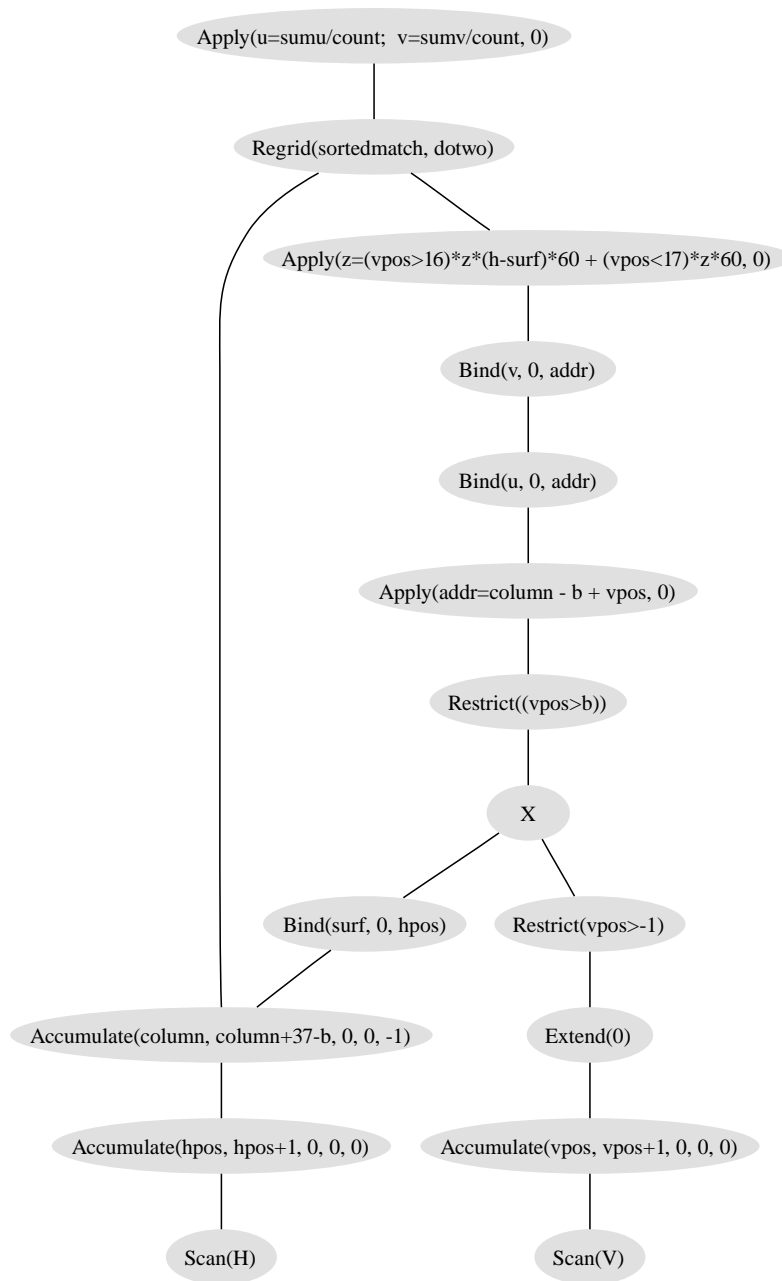 Apply(u=sumu/count;  v=sumv/count, 0)
Regrid(sortedmatch, dotwo)
Apply(z=(vpos>16)*z*(h-surf)*60 + (vpos<17)*z*60, 0)
Bind(v, 0, addr)
Bind(u, 0, addr)
Apply(addr=column - b + vpos, 0)
Restrict((vpos>b))
X
Bind(surf, 0, hpos)
Restrict(vpos>-1)
Accumulate(column, column+37-b, 0, 0, -1)
Extend(0)
Accumulate(hpos, hpos+1, 0, 0, 0)
Accumulate(vpos, vpos+1, 0, 0, 0)
Scan(H)
Scan(V)